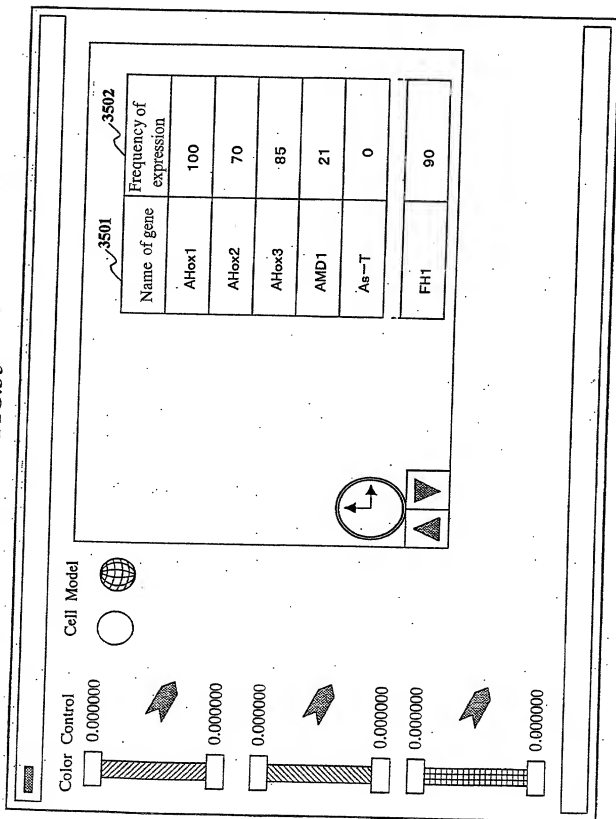 Color Control
Cell Model
0.000000
0.000000
0.000000
0.000000
0.000000
0.000000
3501
3502
Name of gene
Frequency of
expression
AHox1
100
AHox2
70
AHox3
85
AMD1
21
As-T
0
FH1
90